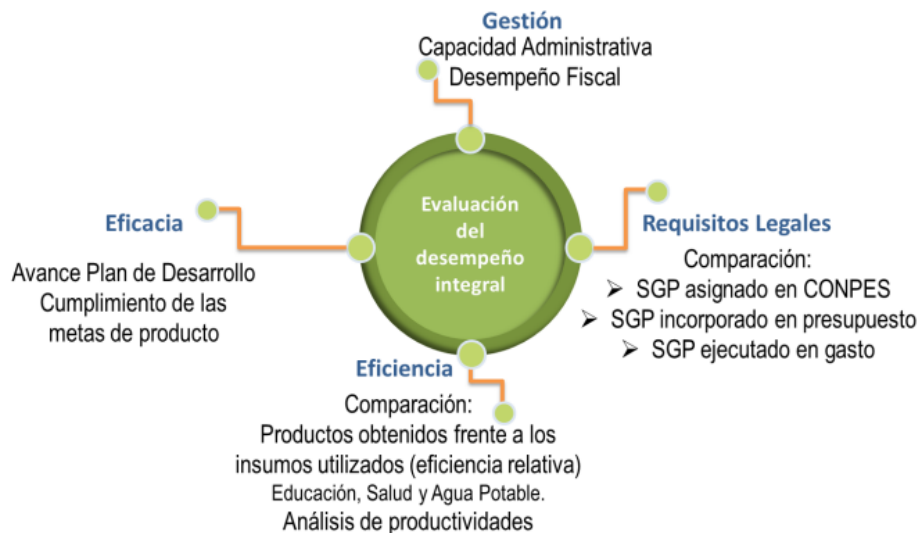 Gestión
Capacidad Administrativa
Desempeño Fiscal
Evaluación
del
desempeño
integral
Eficacia
Avance Plan de Desarrollo
Cumplimiento de las
metas de producto
Requisitos Legales
Comparación:
➢ SGP asignado en CONPES
➢ SGP incorporado en presupuesto
➢ SGP ejecutado en gasto
Eficiencia
Comparación:
Productos obtenidos frente a los
insumos utilizados (eficiencia relativa)
Educación, Salud y Agua Potable.
Análisis de productividades